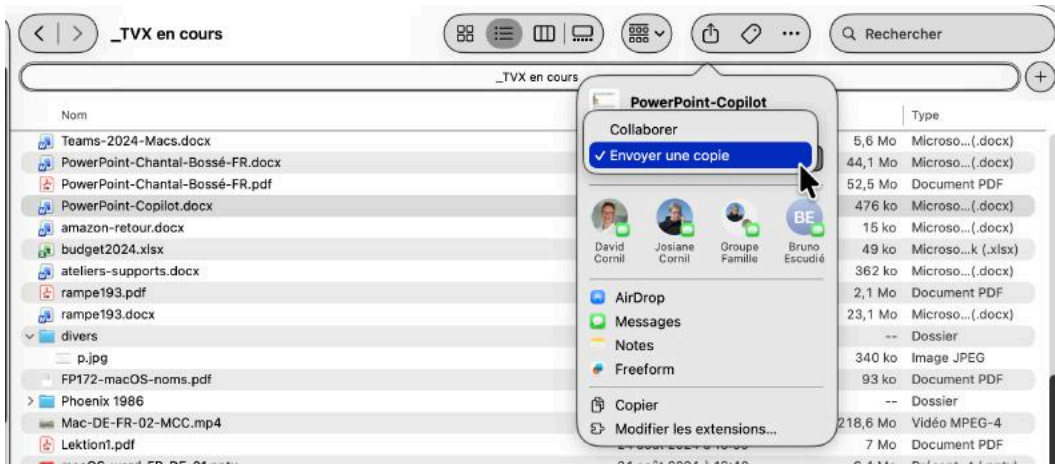 _TVX en cours
Rechercher
_TVX en cours
PowerPoint-Copilot
Nom
Type
Collaborer
✓ Envoyer une copie
Teams-2024-Macs.docx 5,6 Mo Microso...(.docx)
PowerPoint-Chantal-Bossé-FR.docx 44,1 Mo Microso...(.docx)
PowerPoint-Chantal-Bossé-FR.pdf 52,5 Mo Document PDF
PowerPoint-Copilot.docx 476 ko Microso...(.docx)
amazon-retour.docx 15 ko Microso...(.docx)
budget2024.xlsx 49 ko Microso...k (.xlsx)
ateliers-supports.docx 362 ko Microso...(.docx)
rampe193.pdf 2,1 Mo Document PDF
rampe193.docx 23,1 Mo Microso...(.docx)
divers -- Dossier
p.jpg 340 ko Image JPEG
FP172-macOS-noms.pdf 93 ko Document PDF
Phoenix 1986 -- Dossier
Mac-DE-FR-02-MCC.mp4 218,6 Mo Vidéo MPEG-4
Lektion1.pdf 7 Mo Document PDF
BE
David Cornil
Josiane Cornil
Groupe Famille
Bruno Escudié
AirDrop
Messages
Notes
Freeform
Copier
Modifier les extensions...